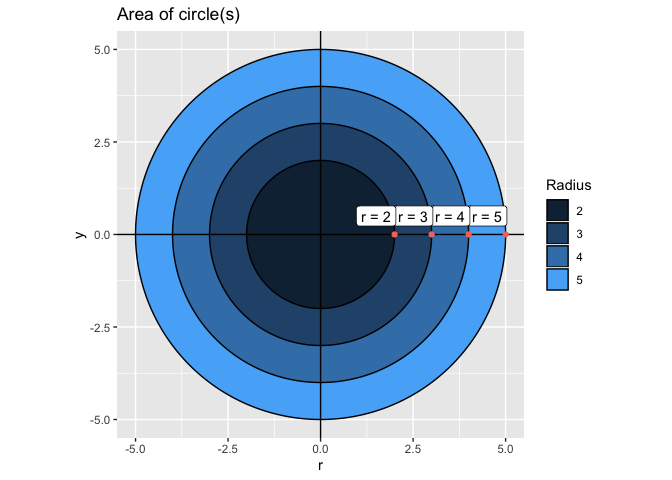 Area of circle(s)
5.0
2.5
0.0
-2.5
-5.0
y
r = 2 r = 3 r = 4 r = 5
-5.0 -2.5 0.0 2.5 5.0
r
Radius
2
3
4
5